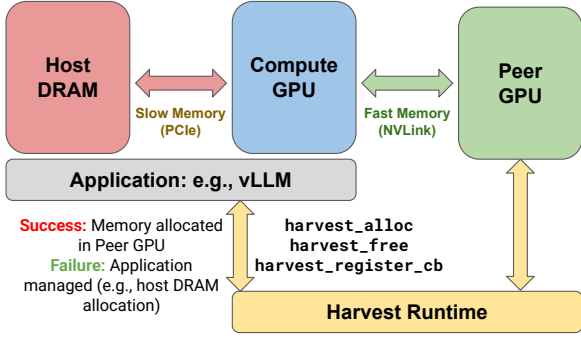 Host
DRAM
Compute
GPU
Peer
GPU
Slow Memory
(PCIe)
Fast Memory
(NVLink)
Application: e.g., vLLM
Success: Memory allocated
in Peer GPU
Failure: Application
managed (e.g., host DRAM
allocation)
harvest_alloc
harvest_free
harvest_register_cb
Harvest Runtime